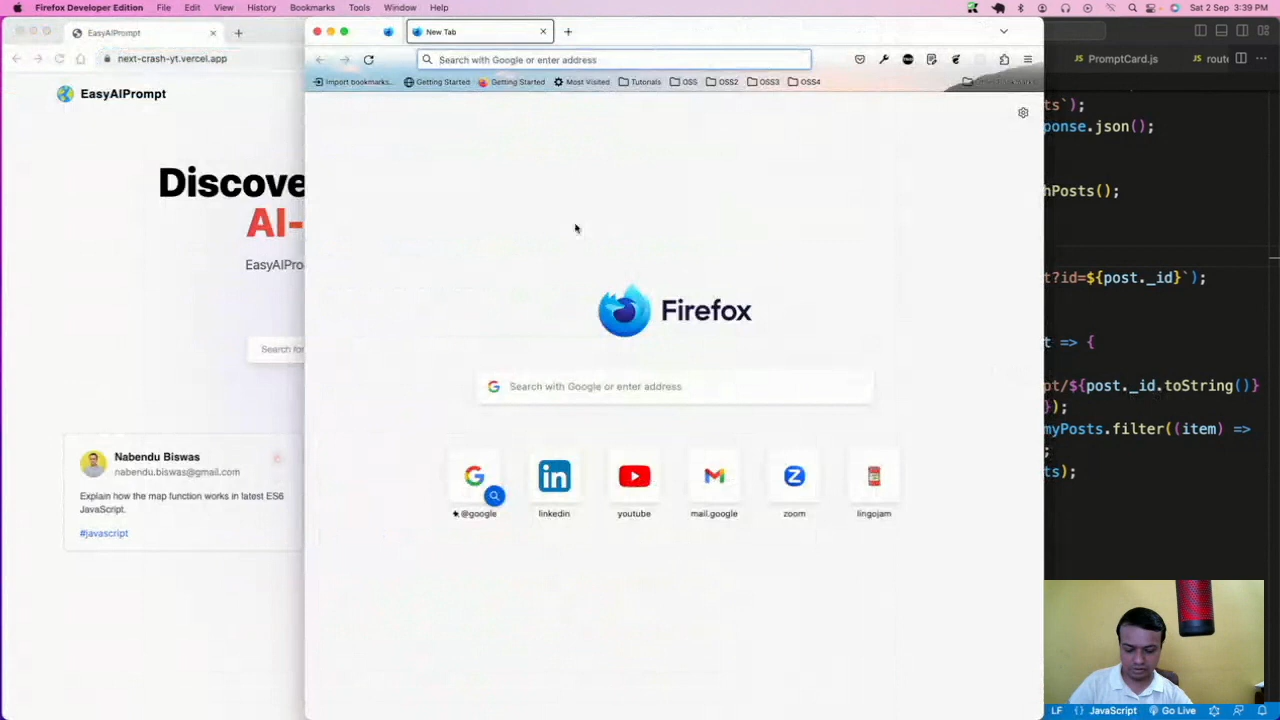 Firefox Developer Edition File Edit View History Bookmarks Tools Window Help Sat 2 Sep 3:39 PM
EasyAIPrompt
New Tab
next-crash-yt.vercel.app
Search with Google or enter address
PromptCard.js
Import bookmarks... Getting Started Getting Started Most Visited Tutorials OSS OSS2 OSS3 OSS4
EasyAIPrompt
ts`);
ponse.json();
Discove
AI-
EasyAIPro
hPosts();
t?id=${post._id}`);
Firefox
Search for
t => {
Search with Google or enter address
pt/${post._id.toString()}
});
myPosts.filter((item) =>
;
ts);
Nabendu Biswas
nabendu.biswas@gmail.com
Explain how the map function works in latest ES6
JavaScript.
#javascript
@google linkedin youtube mail.google zoom lingojam
LF {} JavaScript Go Live